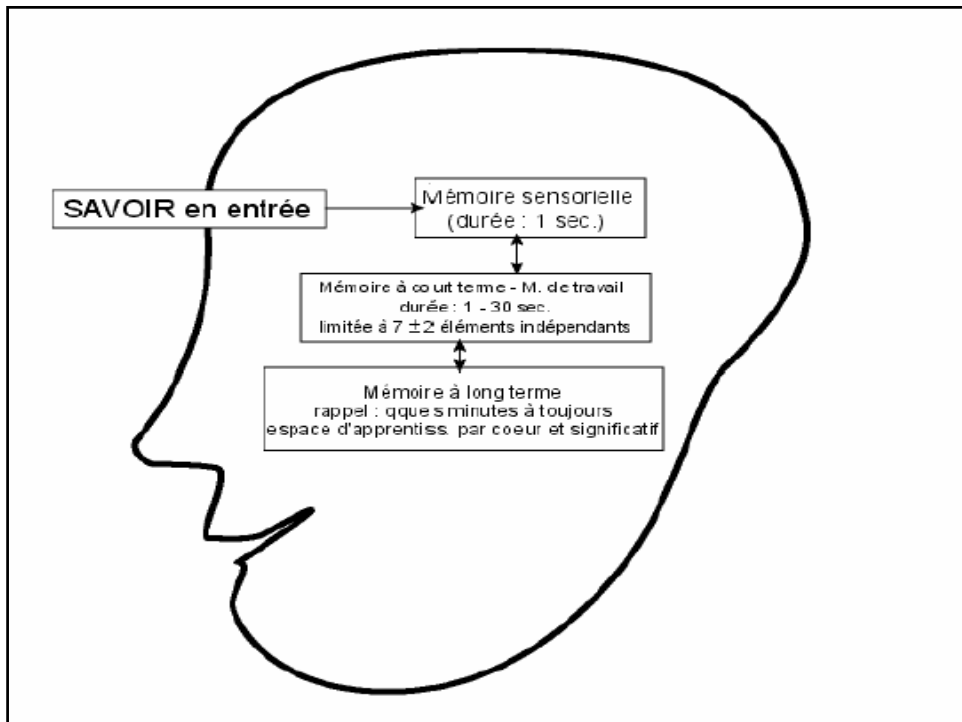 SAVOIR en entrée
Mémoire sensorielle
(durée : 1 sec.)
Mémoire à court terme - M. de travail
durée : 1 - 30 sec.
limitée à 7 ±2 éléments indépendants
Mémoire à long terme
rappel : qques minutes à toujours
espace d'apprentiss. par coeur et significatif